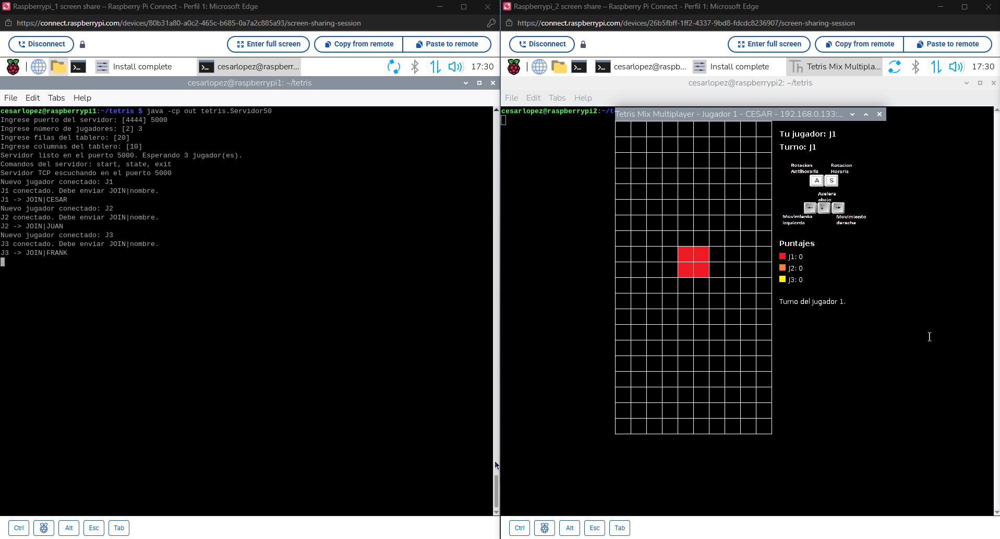 Raspberrypi_1 screen share – Raspberry Pi Connect - Perfil 1: Microsoft Edge
https://connect.raspberrypi.com/devices/80b31a80-a0c2-465c-b685-0a7a2c885a93/screen-sharing-session
Disconnect
Enter full screen
Copy from remote
Paste to remote
Install complete
cesarlopez@raspberr...
17:30
cesarlopez@raspberrypi1: ~/tetris
File Edit Tabs Help
cesarlopez@raspberrypi1:~/tetris $ java -cp out tetris.Servidor50
Ingrese puerto del servidor: [4444] 5000
Ingrese número de jugadores: [2] 3
Ingrese filas del tablero: [20]
Ingrese columnas del tablero: [10]
Servidor listo en el puerto 5000. Esperando 3 jugador(es).
Comandos del servidor: start, state, exit
Servidor TCP escuchando en el puerto 5000
Nuevo jugador conectado: J1
J1 conectado. Debe enviar JOIN|nombre.
J1 -> JOIN|CESAR
Nuevo jugador conectado: J2
J2 conectado. Debe enviar JOIN|nombre.
J2 -> JOIN|JUAN
Nuevo jugador conectado: J3
J3 conectado. Debe enviar JOIN|nombre.
J3 -> JOIN|FRANK
Ctrl
Alt
Esc
Tab
Raspberrypi_2 screen share – Raspberry Pi Connect - Perfil 1: Microsoft Edge
https://connect.raspberrypi.com/devices/26b5fbff-1ff2-4337-9bd8-fdcdc8236907/screen-sharing-session
Disconnect
Enter full screen
Copy from remote
Paste to remote
cesarlopez@raspb...
Install complete
Th Tetris Mix Multipla...
17:30
cesarlopez@raspberrypi2: ~/tetris
File Edit Tabs Help
cesarlopez@raspberrypi2:~/t
Tetris Mix Multiplayer - Jugador 1 - CESAR - 192.168.0.133:...
Tu jugador: J1
Turno: J1
Rotacion Antihoraria
Rotacion Horaria
A S
Acelera abajo
Movimiento izquierda
Movimiento derecha
Puntajes
J1: 0
J2: 0
J3: 0
Turno del Jugador 1.
Ctrl
Alt
Esc
Tab